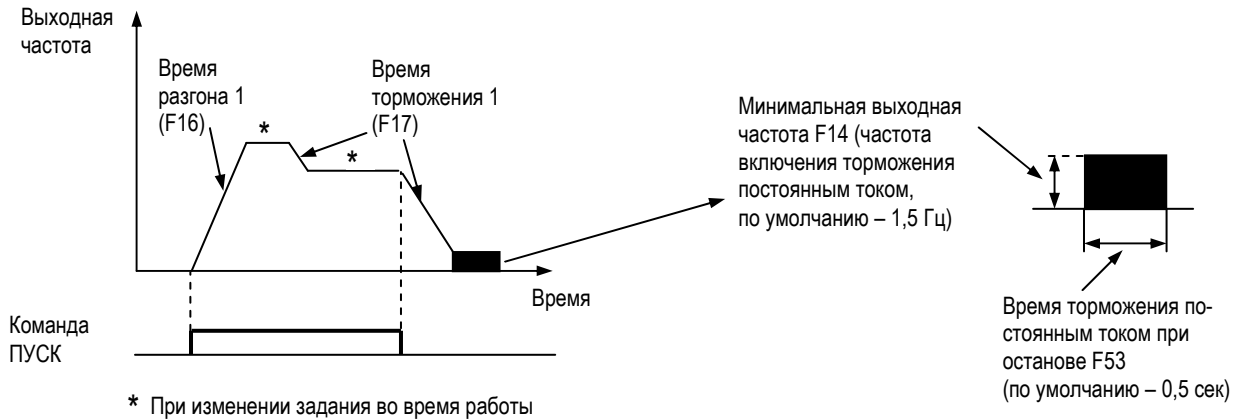 Выходная
частота
Время
разгона 1
(F16)
*
Время
торможения 1
(F17)
*
Время
Команда
ПУСК
* При изменении задания во время работы
Минимальная выходная
частота F14 (частота
включения торможения
постоянным током,
по умолчанию – 1,5 Гц)
Время торможения по-
стоянным током при
останове F53
(по умолчанию – 0,5 сек)